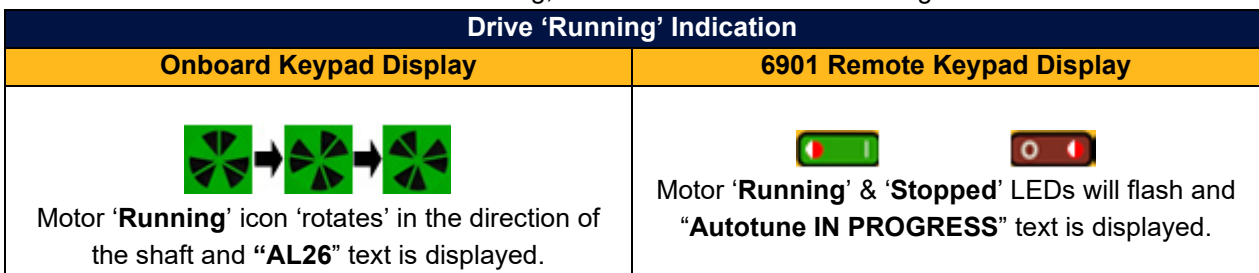 Drive ‘Running’ Indication
Onboard Keypad Display
6901 Remote Keypad Display
Motor ‘Running’ icon ‘rotates’ in the direction of
the shaft and “AL26” text is displayed.
I
O
Motor ‘Running’ & ‘Stopped’ LEDs will flash and
“Autotune IN PROGRESS” text is displayed.